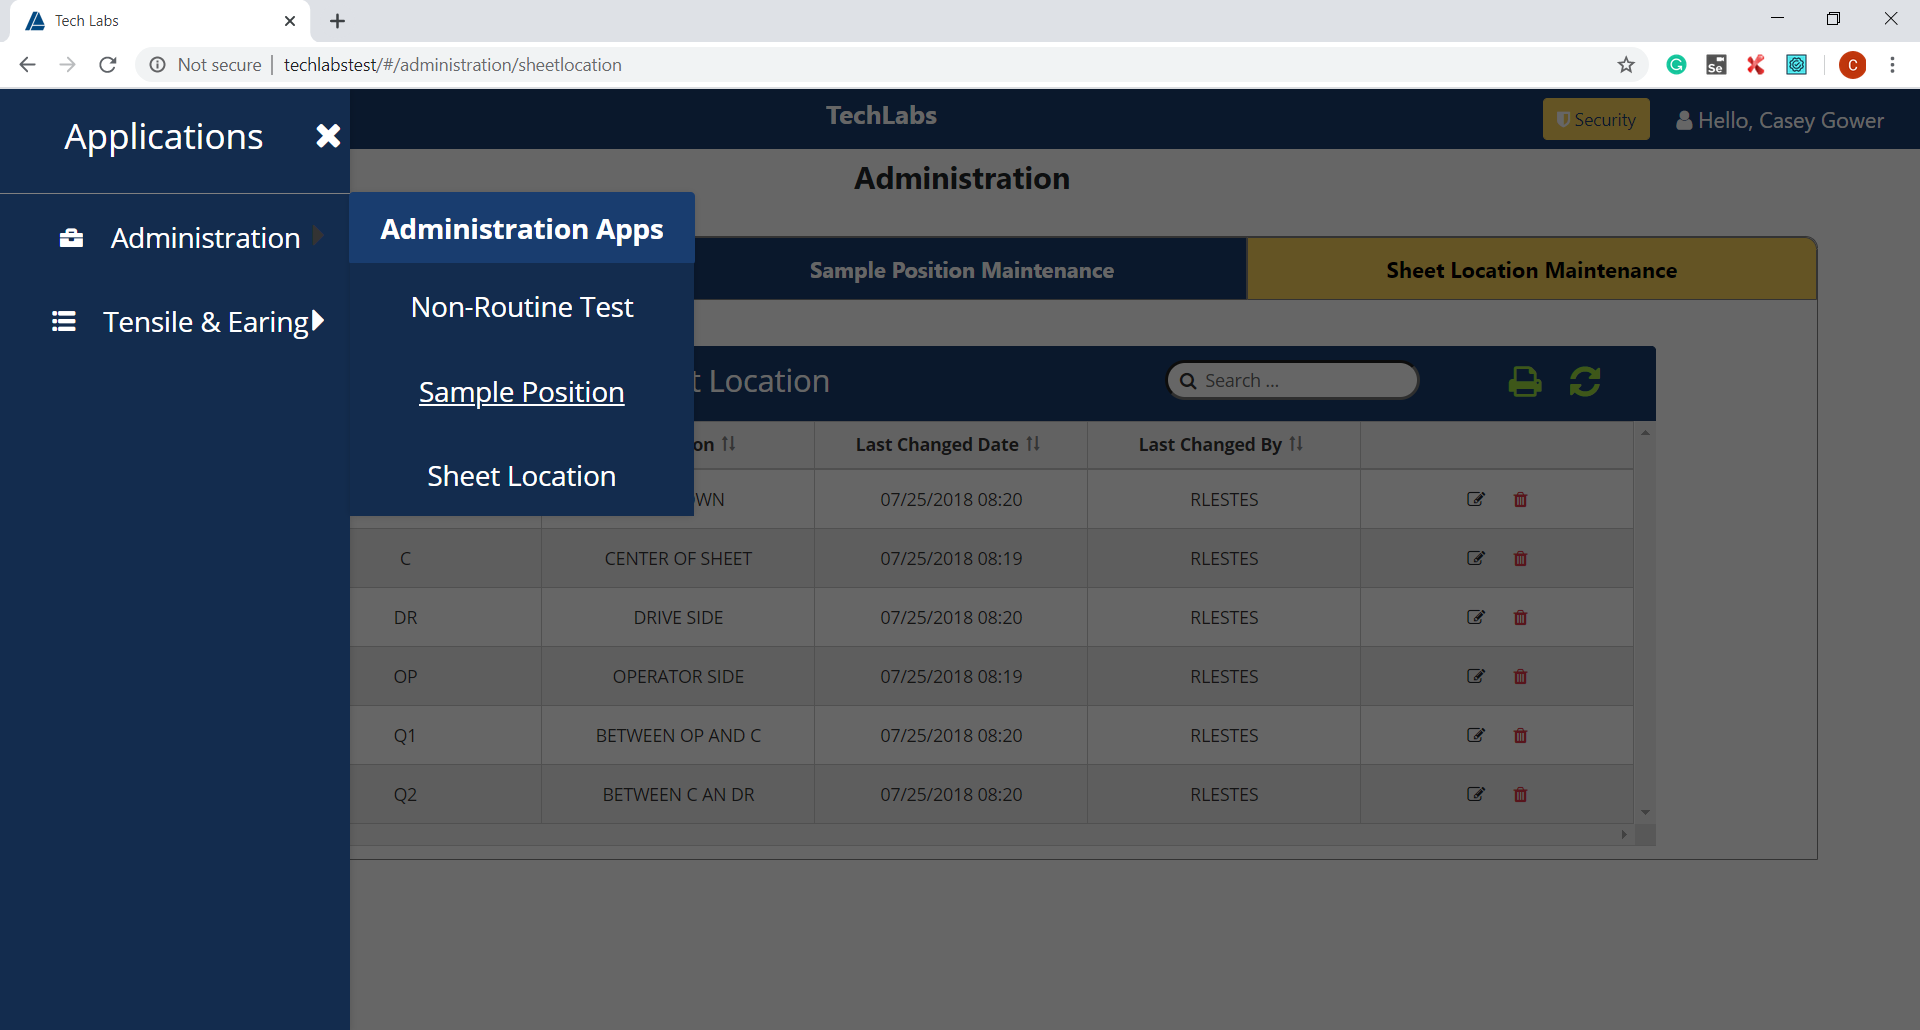 Tech Labs
Not secure | techlabstest/#/administration/sheetlocation
Se
C
Applications
TechLabs
Security
Hello, Casey Gower
Administration
Administration
Administration Apps
Sample Position Maintenance
Sheet Location Maintenance
Tensile & Earing
Non-Routine Test
Sample Position
Sheet Location
t Location
Search ...
on
Last Changed Date
Last Changed By
WN 07/25/2018 08:20 RLESTES
C CENTER OF SHEET 07/25/2018 08:19 RLESTES
DR DRIVE SIDE 07/25/2018 08:20 RLESTES
OP OPERATOR SIDE 07/25/2018 08:19 RLESTES
Q1 BETWEEN OP AND C 07/25/2018 08:20 RLESTES
Q2 BETWEEN C AN DR 07/25/2018 08:20 RLESTES